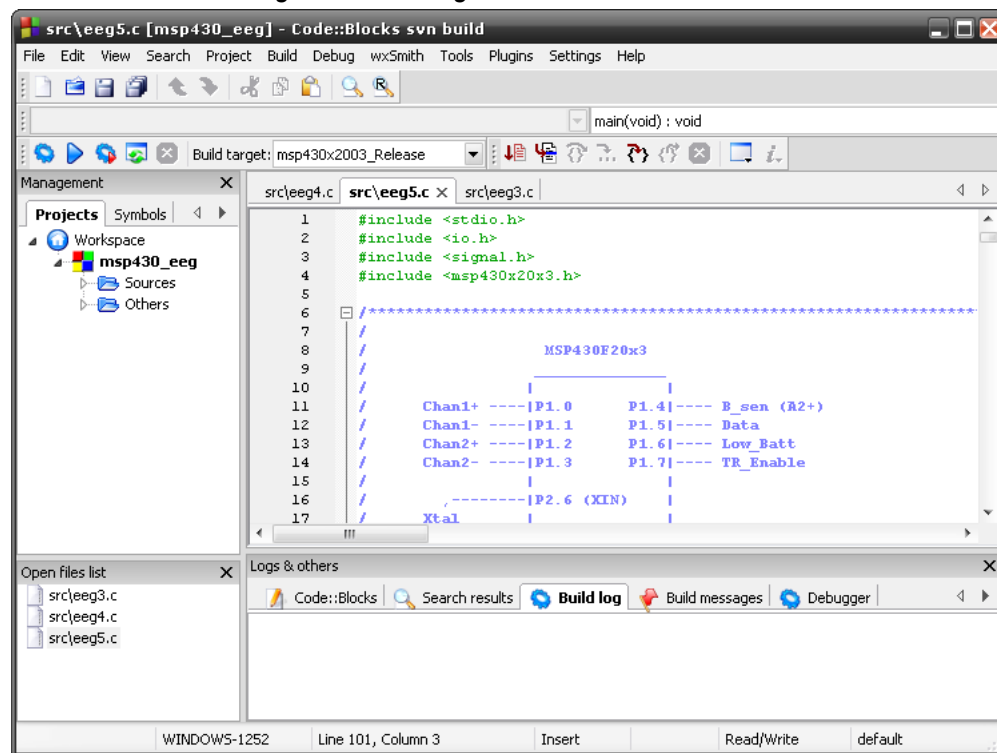 src\eeg5.c [msp430_eeg] - Code::Blocks svn build
File Edit View Search Project Build Debug wxSmith Tools Plugins Settings Help
main(void) : void
Build target: msp430x2003_Release
Management
Projects Symbols
Workspace
msp430_eeg
Sources
Others
src\eeg4.c src\eeg5.c src\eeg3.c
1 #include <stdio.h>
2 #include <io.h>
3 #include <signal.h>
4 #include <msp430x20x3.h>
5
6 /*****************************************************************
7 /
8 / MSP430F20x3
9 / ______________
10 / | |
11 / Chan1+ ----|P1.0 P1.4|---- B_sen (A2+)
12 / Chan1- ----|P1.1 P1.5|---- Data
13 / Chan2+ ----|P1.2 P1.6|---- Low_Batt
14 / Chan2- ----|P1.3 P1.7|---- TR_Enable
15 / | |
16 / ,--------|P2.6 (XIN) |
17 / Xtal | |
Open files list
src\eeg3.c
src\eeg4.c
src\eeg5.c
Logs & others
Code::Blocks Search results Build log Build messages Debugger
WINDOWS-1252 Line 101, Column 3 Insert Read/Write default